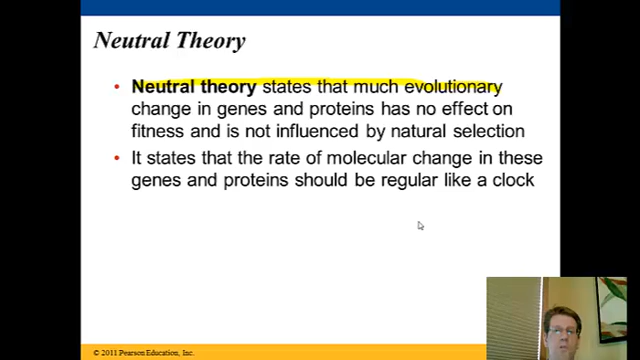 Neutral Theory
• Neutral theory states that much evolutionary
change in genes and proteins has no effect on
fitness and is not influenced by natural selection
• It states that the rate of molecular change in these
genes and proteins should be regular like a clock
© 2011 Pearson Education, Inc.